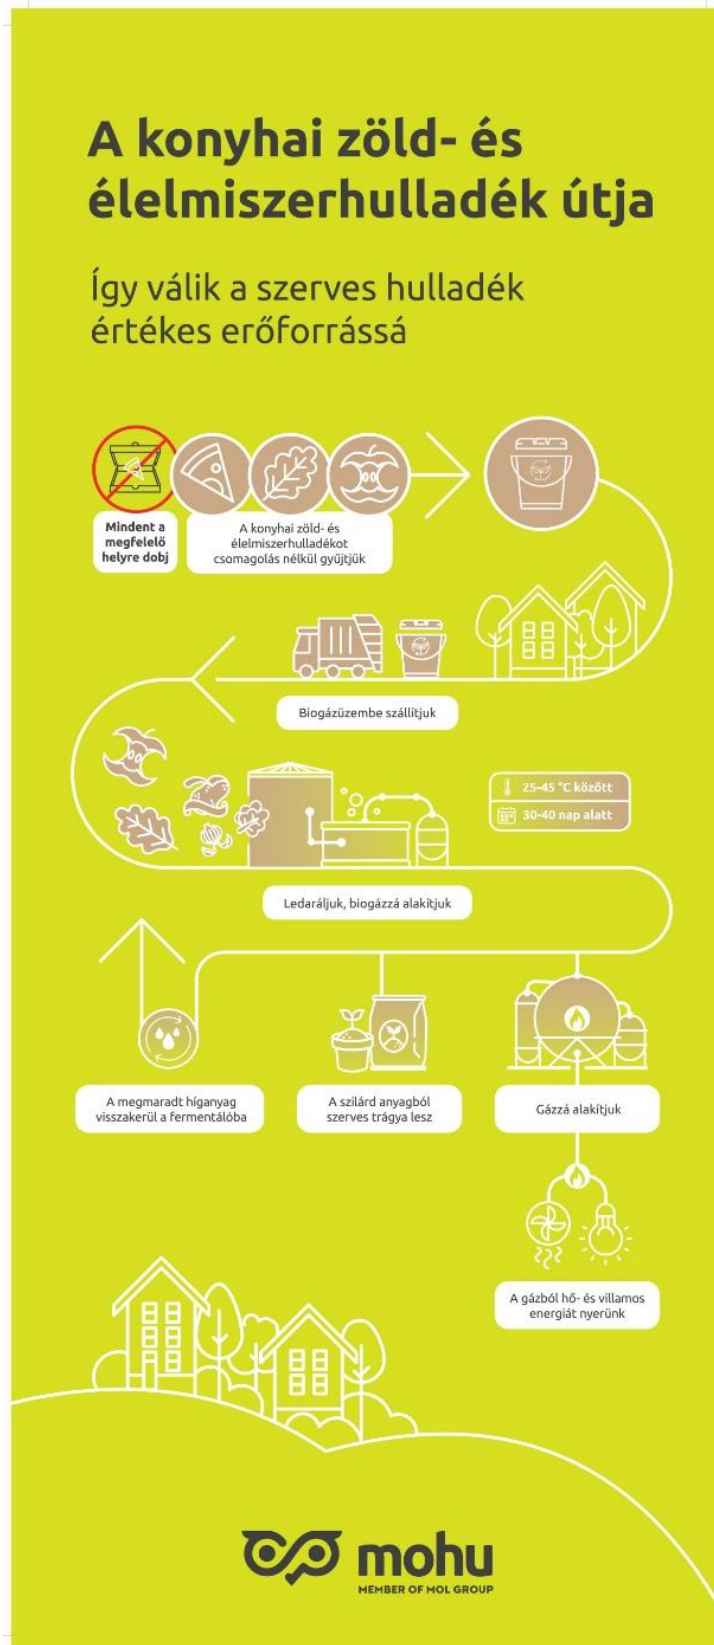 A konyhai zöld- és
élelmiszerhulladék útja
Így válik a szerves hulladék
értékes erőforrássá
Mindent a
megfelelő
helyre dobj
A konyhai zöld- és
élelmiszerhulladékot
csomagolás nélkül gyűjtjük
Biogázüzembe szállítjuk
25-45 °C között
30-40 nap alatt
Ledaráljuk, biogázzá alakítjuk
A megmaradt híganyag
visszakerül a fermentálóba
A szilárd anyagból
szerves trágya lesz
Gázzá alakítjuk
A gázból hő- és villamos
energiát nyerünk
mohu
MEMBER OF MOL GROUP